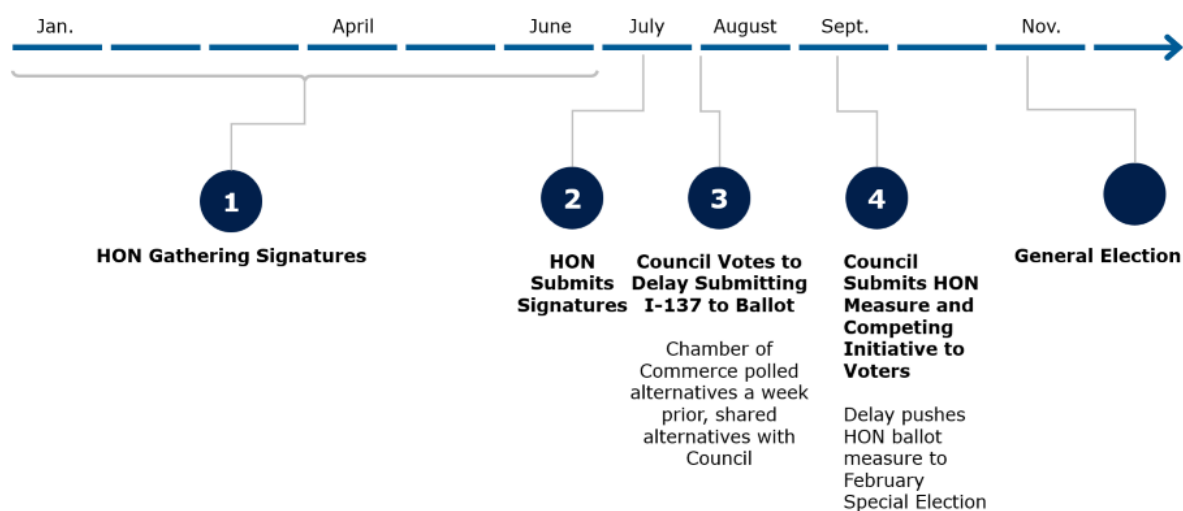 Jan.
April
June
July
August
Sept.
Nov.
1
HON Gathering Signatures
2
HON
Submits
Signatures
3
Council Votes to
Delay Submitting
I-137 to Ballot
Chamber of
Commerce polled
alternatives a week
prior, shared
alternatives with
Council
4
Council
Submits HON
Measure and
Competing
Initiative to
Voters
Delay pushes
HON ballot
measure to
February
Special Election
General Election